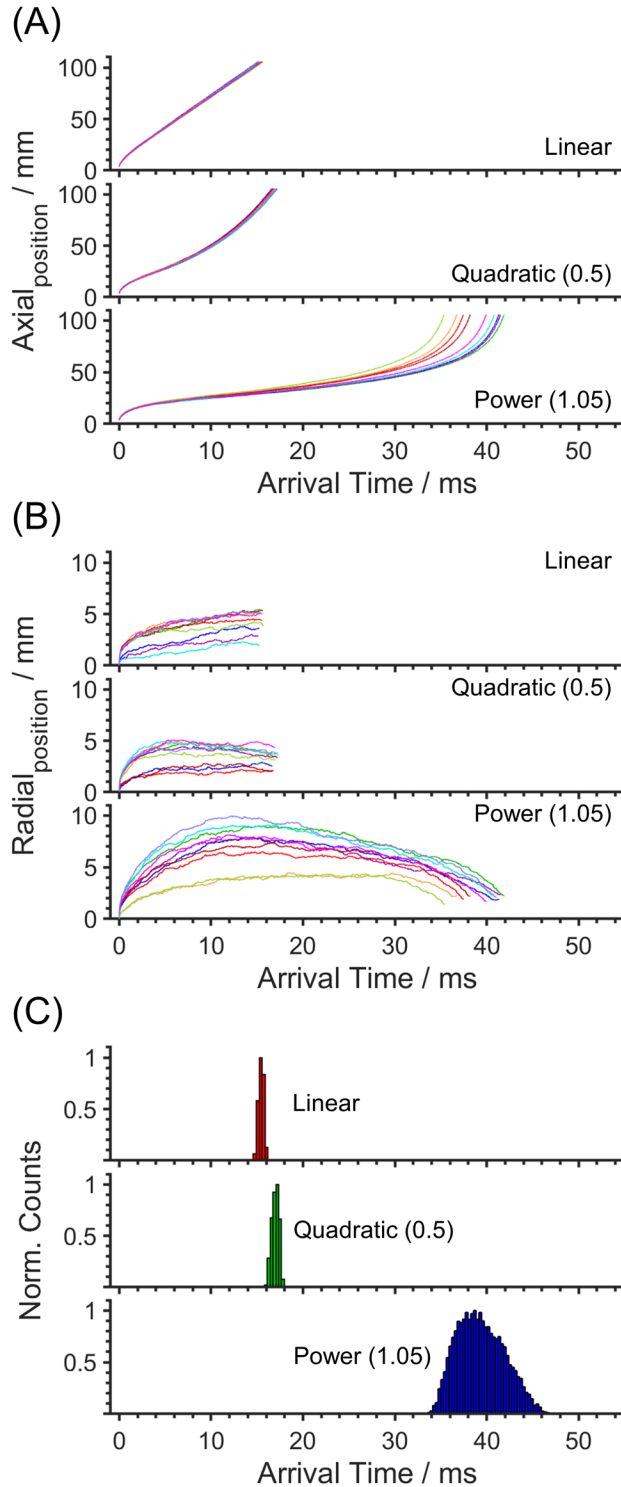 (A)
100
50
0
Linear
100
50
0
Quadratic (0.5)
100
50
0
Power (1.05)
Axial position / mm
0 10 20 30 40 50
Arrival Time / ms
(B)
10
5
0
Linear
10
5
0
Quadratic (0.5)
10
5
0
Power (1.05)
Radial position / mm
0 10 20 30 40 50
Arrival Time / ms
(C)
1
0.5
Linear
1
0.5
Quadratic (0.5)
1
0.5
Power (1.05)
Norm. Counts
0 10 20 30 40 50
Arrival Time / ms